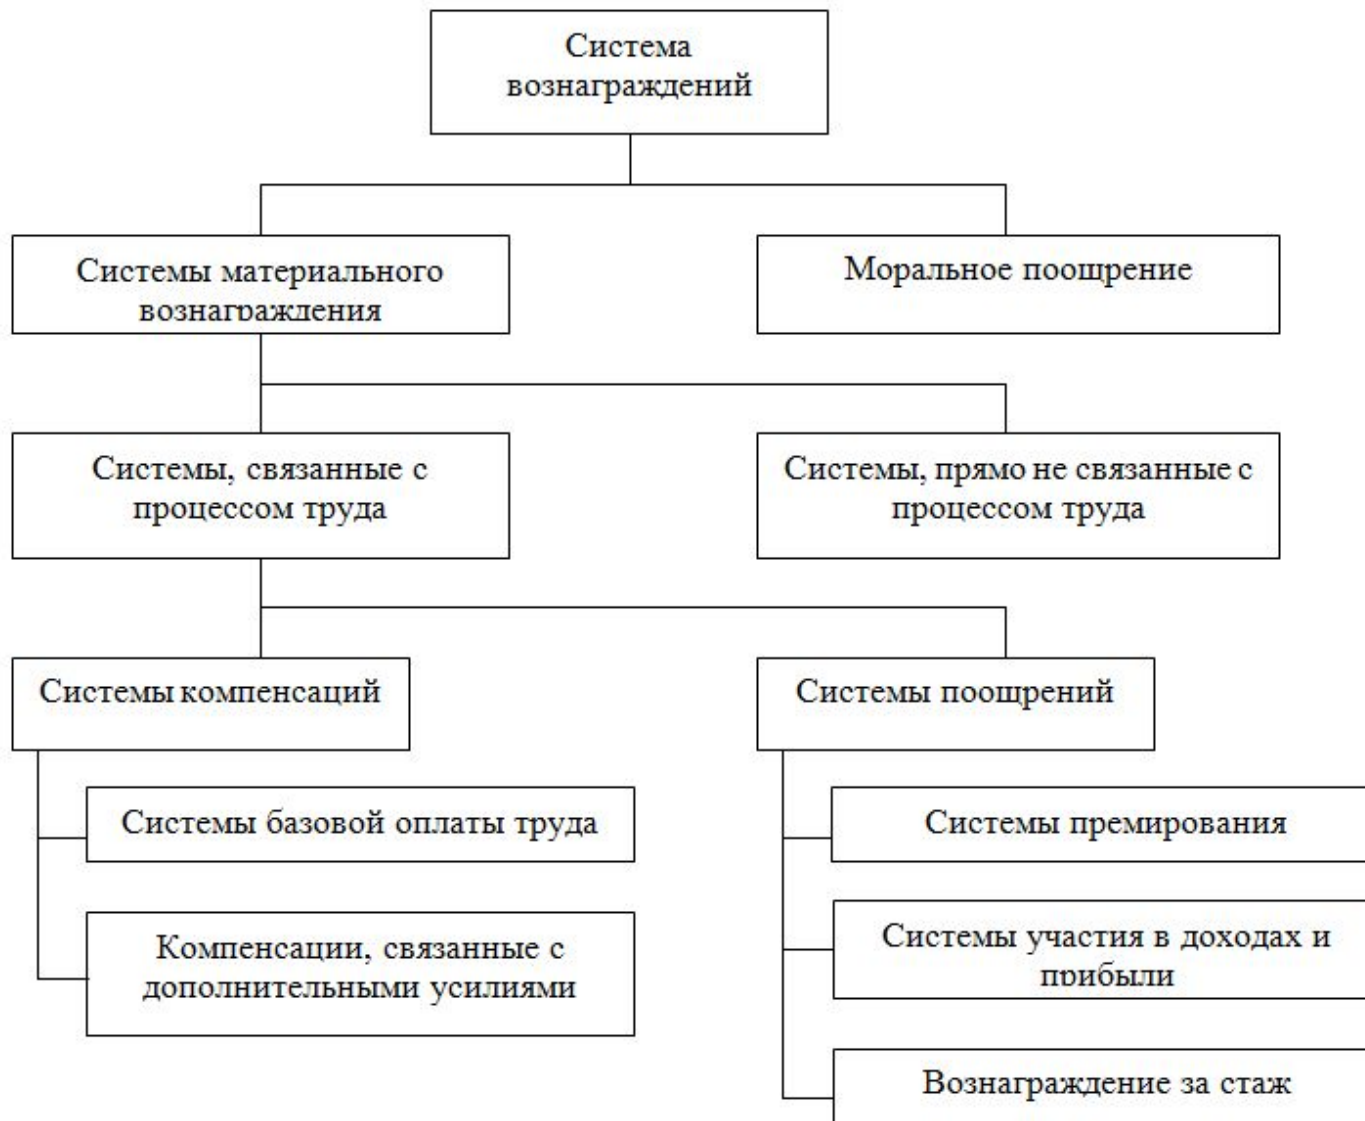 Система
вознаграждений
Системы материального
вознаграждения
Моральное поощрение
Системы, связанные с
процессом труда
Системы, прямо не связанные с
процессом труда
Системы компенсаций
Системы поощрений
Системы базовой оплаты труда
Компенсации, связанные с
дополнительными усилиями
Системы премирования
Системы участия в доходах и
прибыли
Вознаграждение за стаж